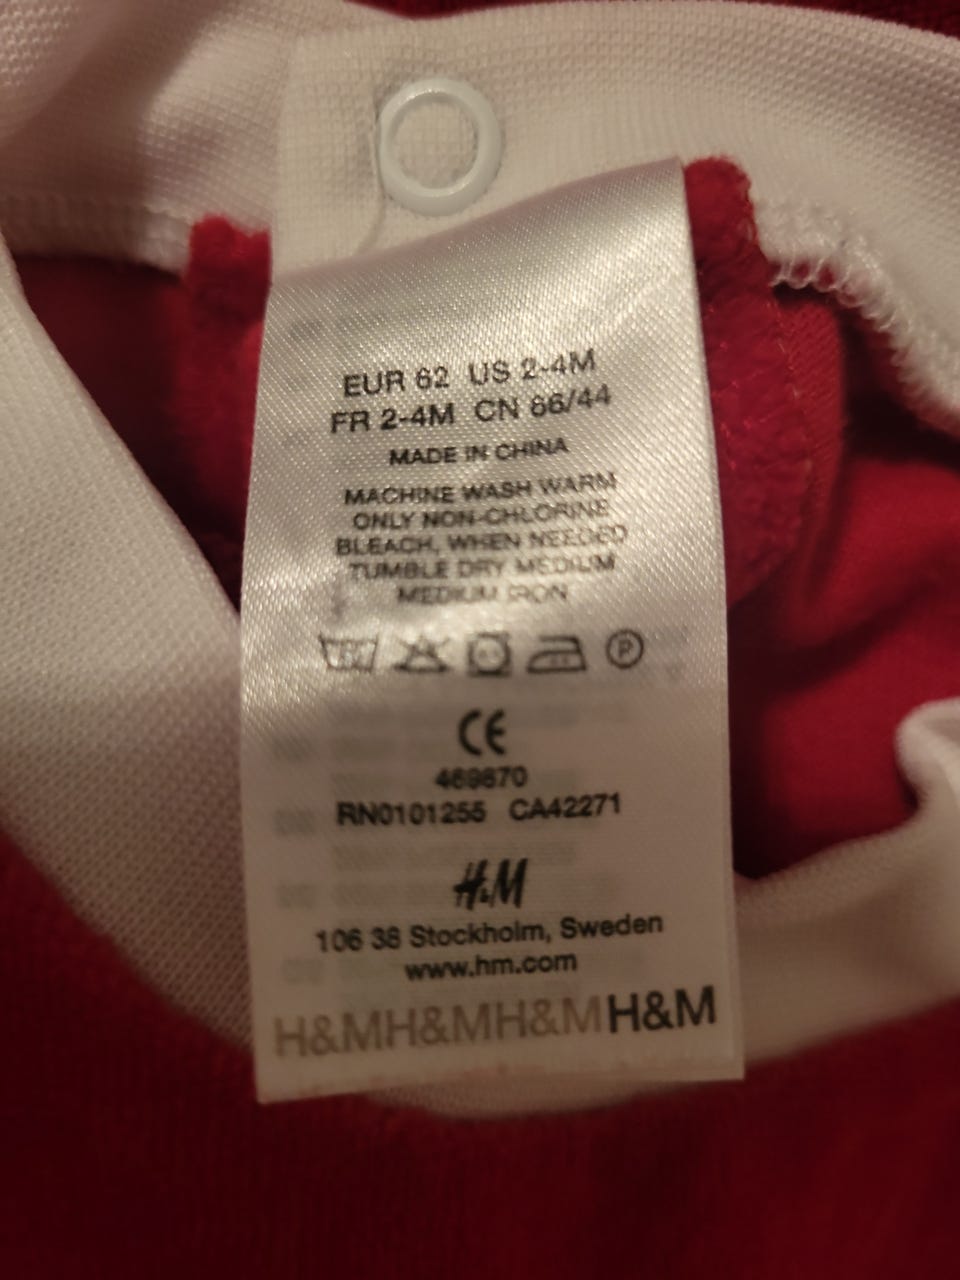 EUR 62 US 2-4M
FR 2-4M CN 66/44
MADE IN CHINA
MACHINE WASH WARM
ONLY NON-CHLORINE
BLEACH, WHEN NEEDED
TUMBLE DRY MEDIUM
MEDIUM IRON
P
CE
469870
RN0101255 CA42271
H&M
106 38 Stockholm, Sweden
www.hm.com
H&MH&MH&MH&M